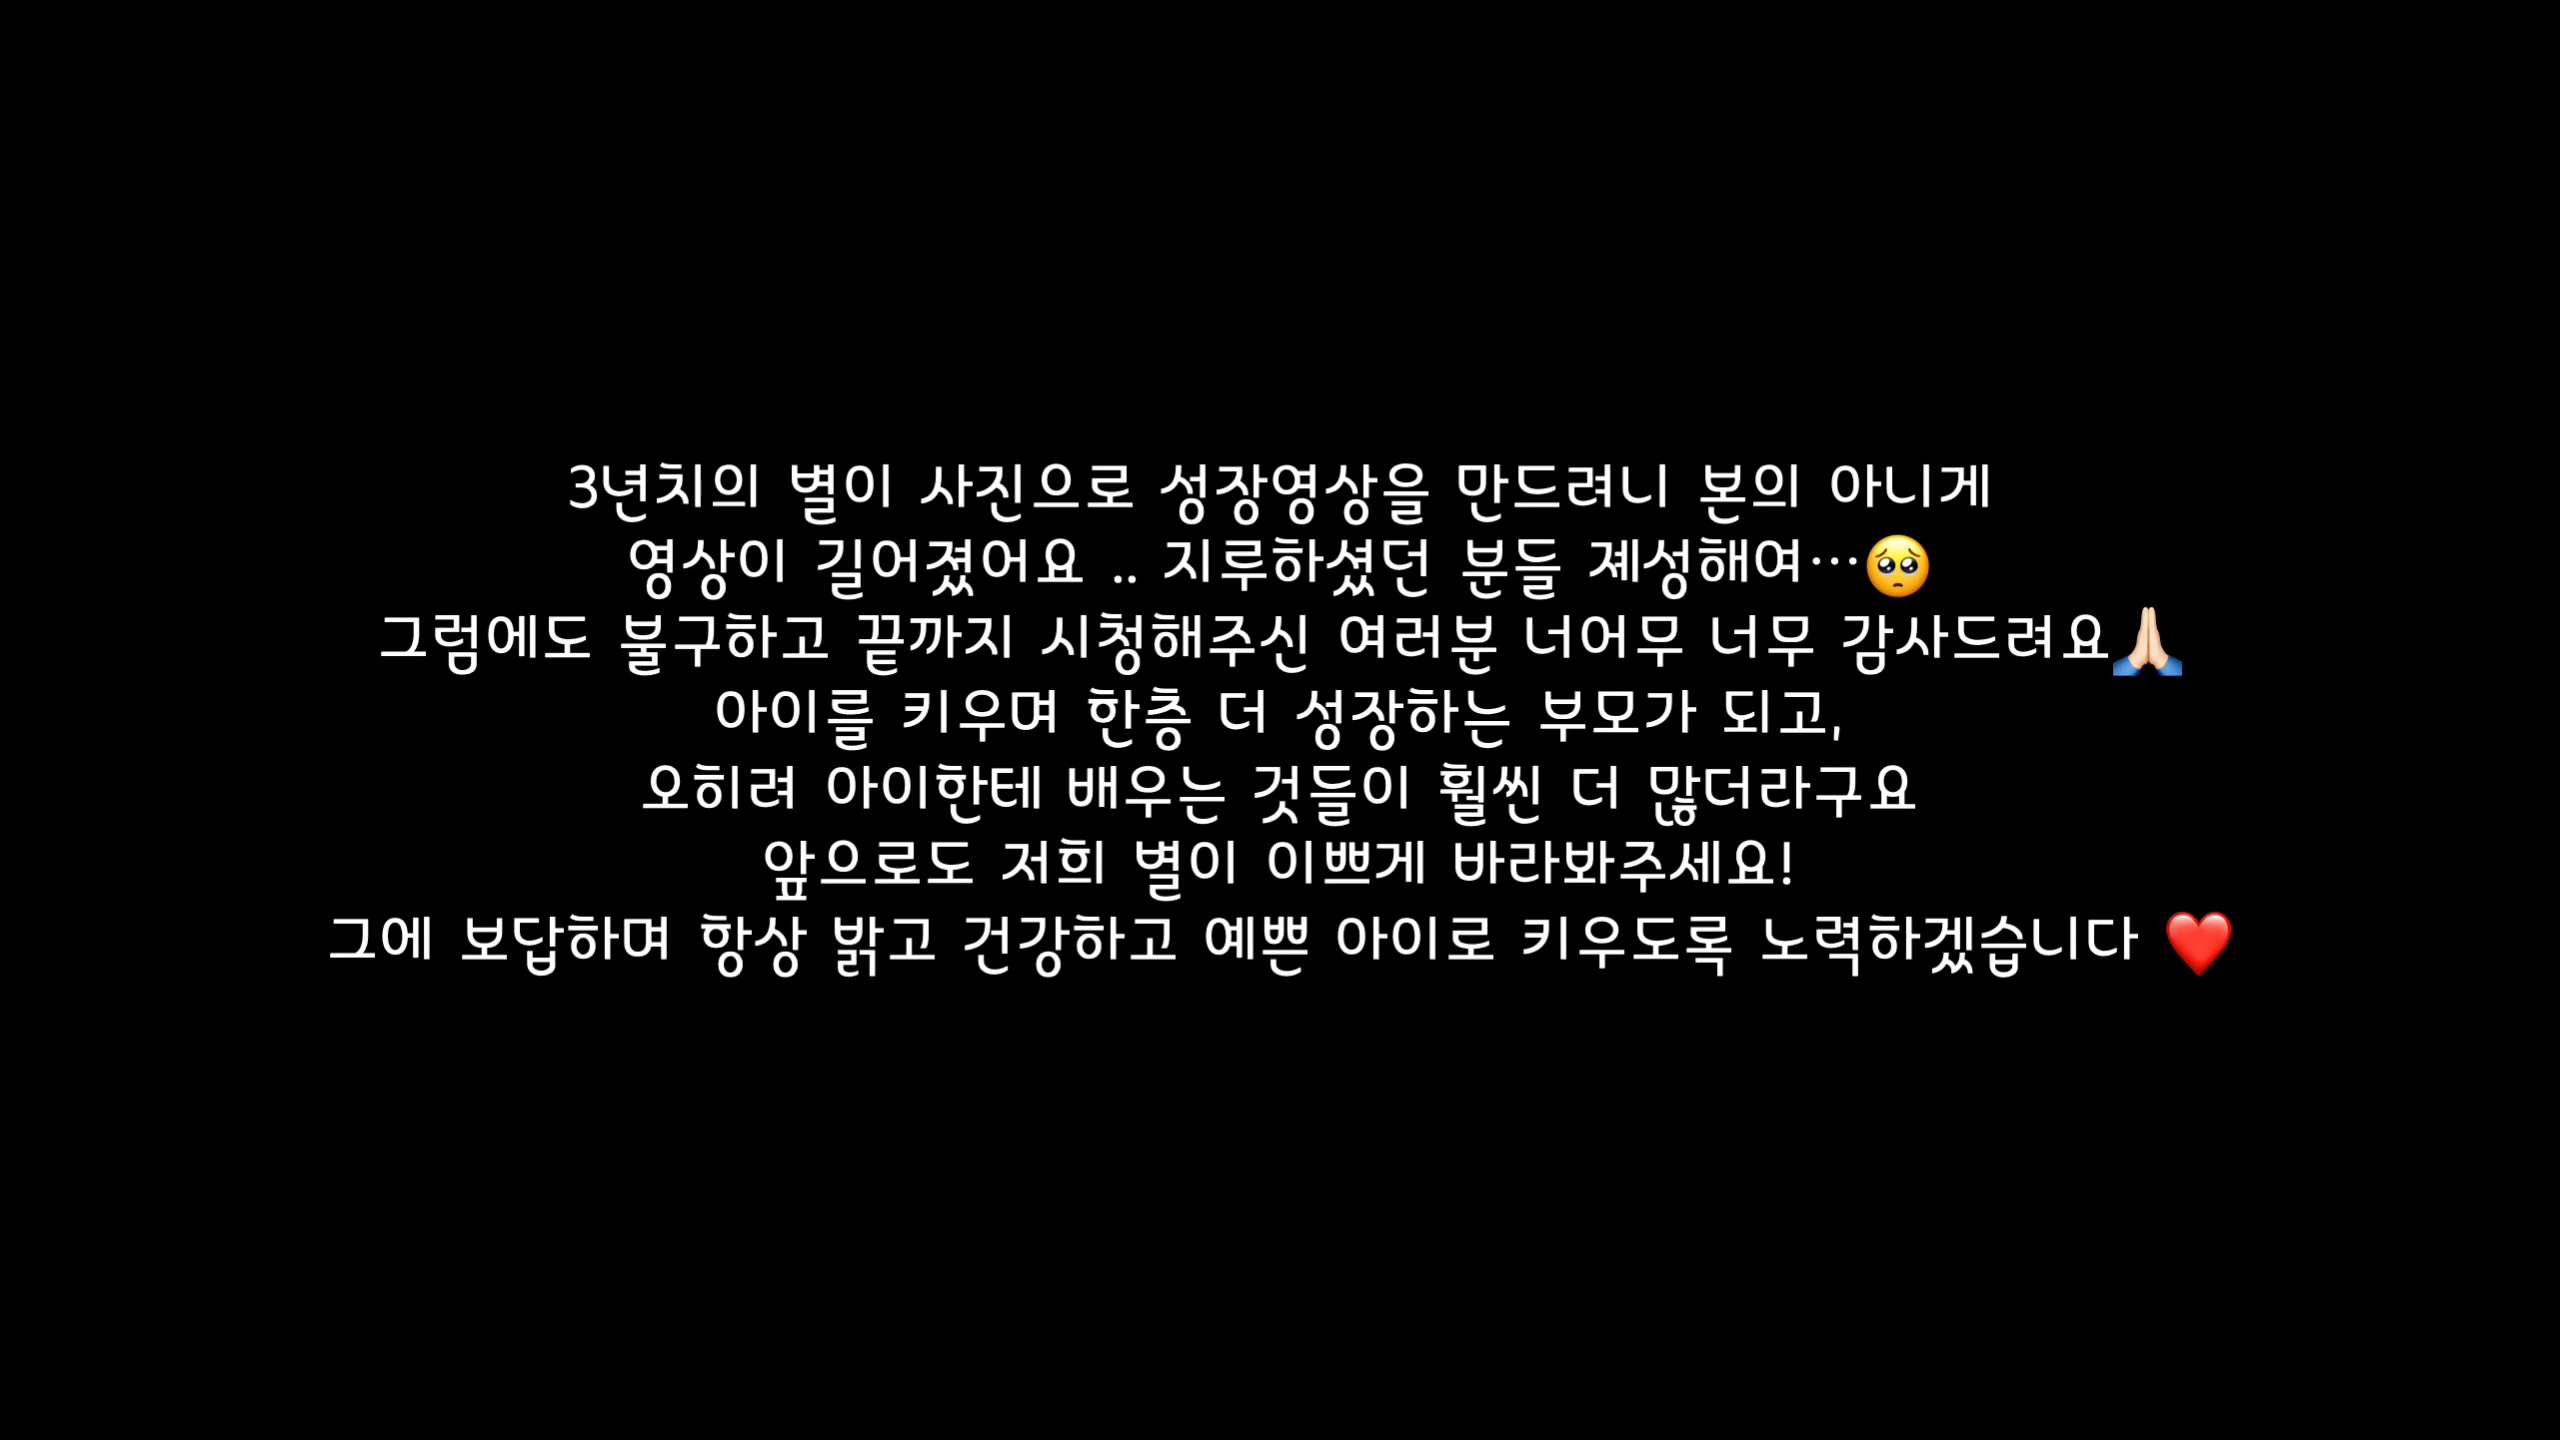 3년치의 별이 사진으로 성장영상을 만드려니 본의 아니게
영상이 길어졌어요 .. 지루하셨던 분들 졔성해여…🥺
그럼에도 불구하고 끝까지 시청해주신 여러분 너어무 너무 감사드려요🙏🏻
아이를 키우며 한층 더 성장하는 부모가 되고,
오히려 아이한테 배우는 것들이 훨씬 더 많더라구요
앞으로도 저희 별이 이쁘게 바라봐주세요!
그에 보답하며 항상 밝고 건강하고 예쁜 아이로 키우도록 노력하겠습니다 ❤️